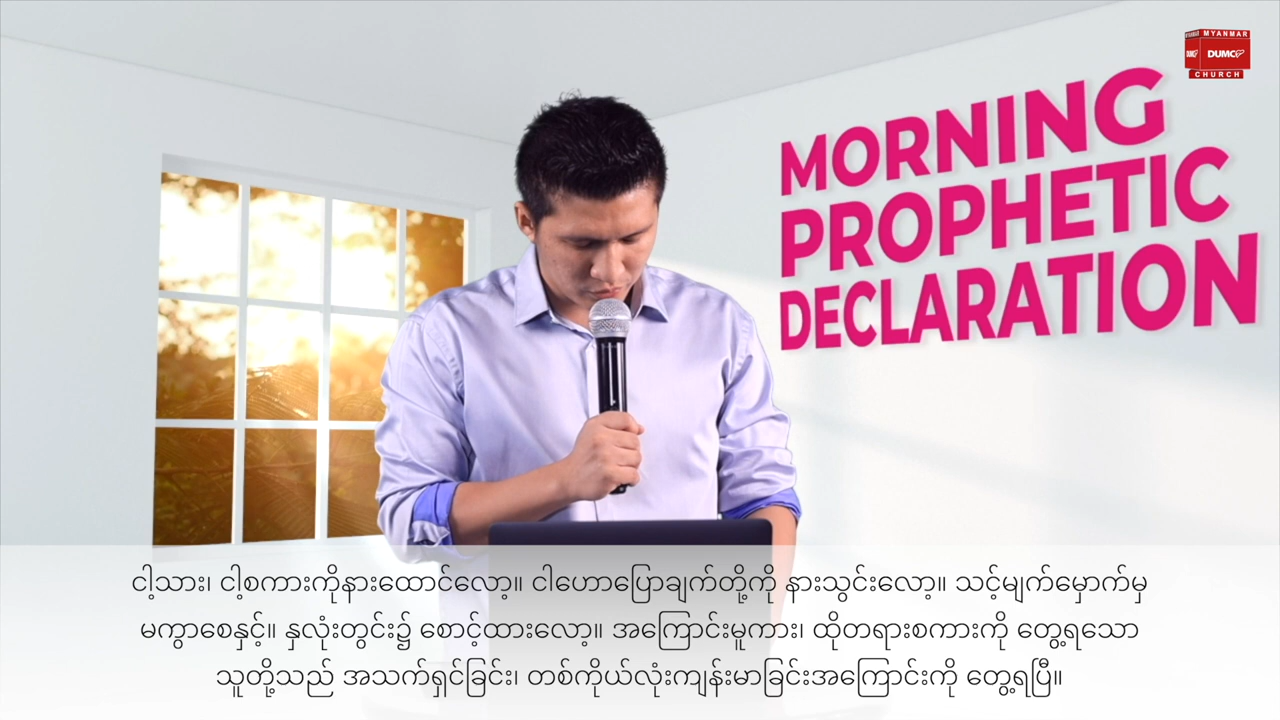 MYANMAR
DUMC
CHURCH
MORNING
PROPHETIC
DECLARATION
ငါ့သား၊ ငါ့စကားကိုနားထောင်လော့။ ငါဟောပြောချက်တို့ကို နားသွင်းလော့။ သင့်မျက်မှောက်မှ
မကွာစေနှင့်။ နှလုံးတွင်း၌ စောင့်ထားလော့။ အကြောင်းမူကား၊ ထိုတရားစကားကို တွေ့ရသော
သူတို့သည် အသက်ရှင်ခြင်း၊ တစ်ကိုယ်လုံးကျန်းမာခြင်းအကြောင်းကို တွေ့ရပြီ။